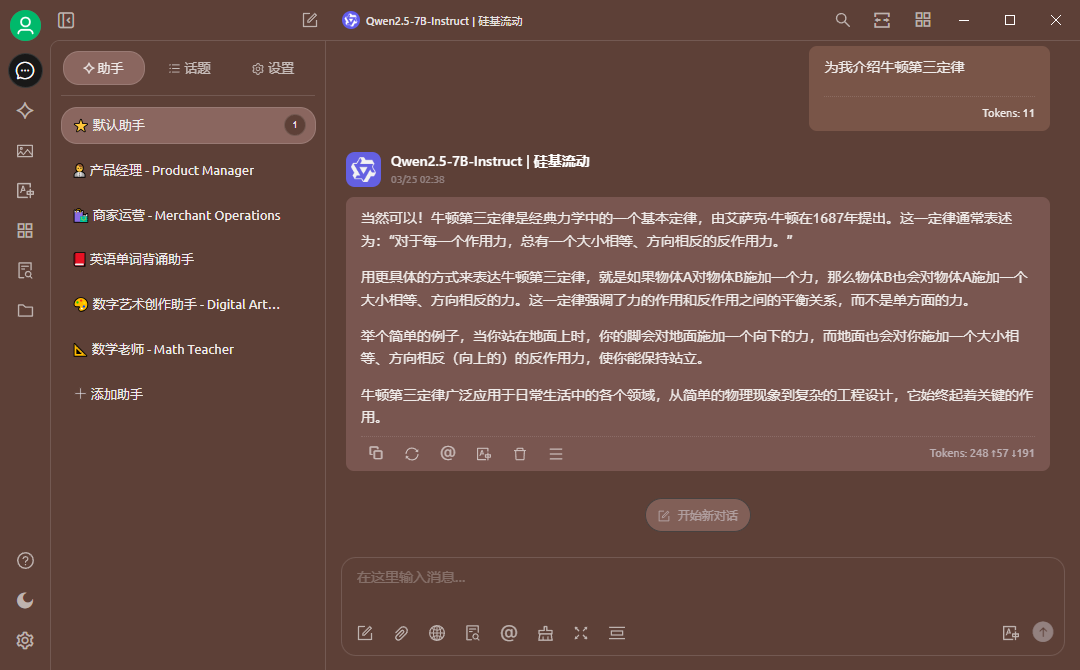 Qwen2.5-7B-Instruct | 硅基流动
助手
话题
设置
默认助手
1
产品经理 - Product Manager
商家运营 - Merchant Operations
英语单词背诵助手
数字艺术创作助手 - Digital Art...
数学老师 - Math Teacher
添加助手
为我介绍牛顿第三定律
Tokens: 11
Qwen2.5-7B-Instruct | 硅基流动
03/25 02:38
当然可以！牛顿第三定律是经典力学中的一个基本定律，由艾萨克·牛顿在1687年提出。这一定律通常表述
为：“对于每一个作用力，总有一个大小相等、方向相反的反作用力。”
用更具体的方式来表达牛顿第三定律，就是如果物体A对物体B施加一个力，那么物体B也会对物体A施加一个
大小相等、方向相反的力。这一定律强调了力的作用和反作用之间的平衡关系，而不是单方面的力。
举个简单的例子，当你站在地面上时，你的脚会对地面施加一个向下的力，而地面也会对你施加一个大小相
等、方向相反（向上的）的反作用力，使你能保持站立。
牛顿第三定律广泛应用于日常生活中的各个领域，从简单的物理现象到复杂的工程设计，它始终起着关键的作
用。
Tokens: 248 ↑57 ↓191
开始新对话
在这里输入消息...